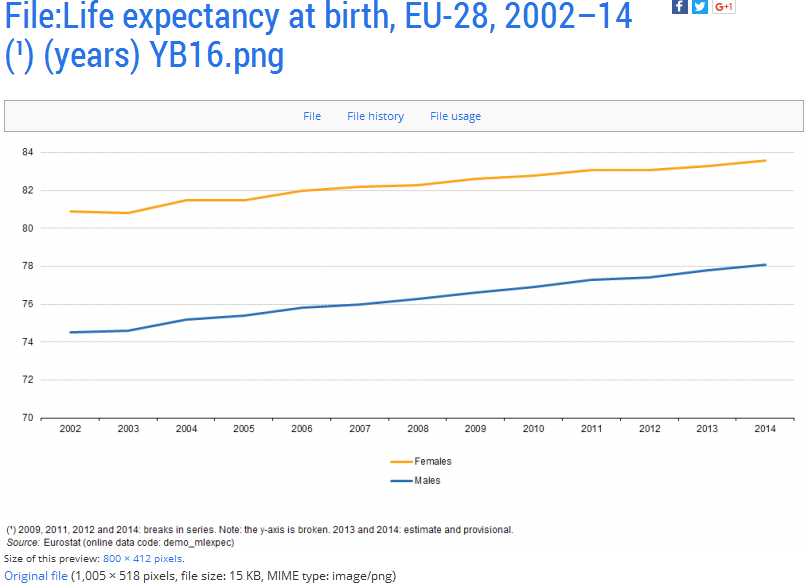 File:Life expectancy at birth, EU-28, 2002–14
(¹) (years) YB16.png
f
G+1
File File history File usage
84
82
80
78
76
74
72
70
2002 2003 2004 2005 2006 2007 2008 2009 2010 2011 2012 2013 2014
Females
Males
(¹) 2009, 2011, 2012 and 2014: breaks in series. Note: the y-axis is broken. 2013 and 2014: estimate and provisional.
Source: Eurostat (online data code: demo_mlexpec)
Size of this preview: 800 × 412 pixels.
Original file (1,005 × 518 pixels, file size: 15 KB, MIME type: image/png)